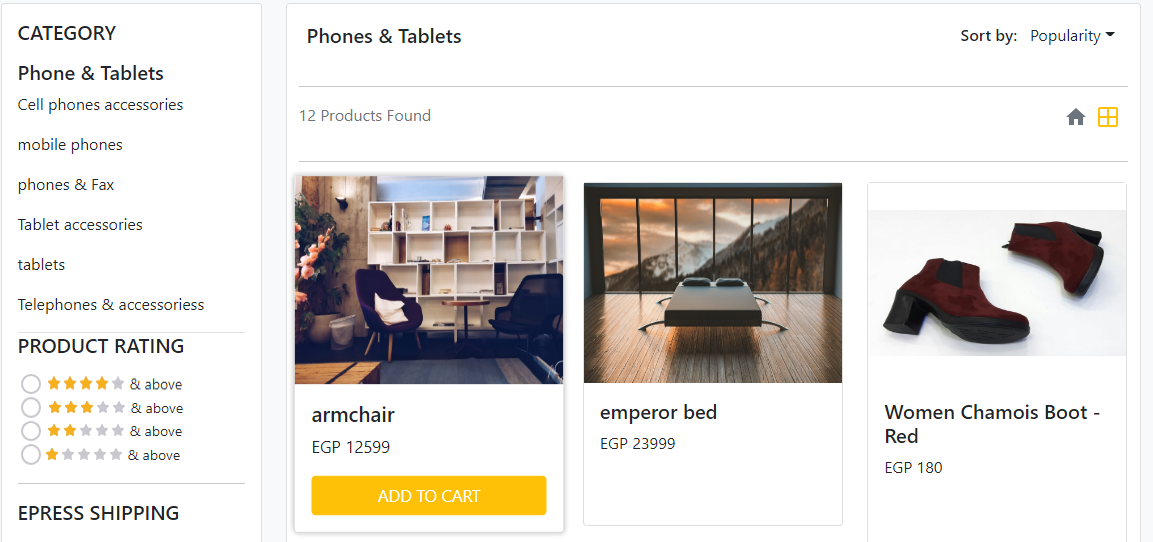 CATEGORY
Phone & Tablets
Cell phones accessories
mobile phones
phones & Fax
Tablet accessories
tablets
Telephones & accessoriess
PRODUCT RATING
& above
& above
& above
& above
EPRESS SHIPPING
Phones & Tablets
Sort by: Popularity
12 Products Found
armchair
EGP 12599
ADD TO CART
emperor bed
EGP 23999
Women Chamois Boot -
Red
EGP 180